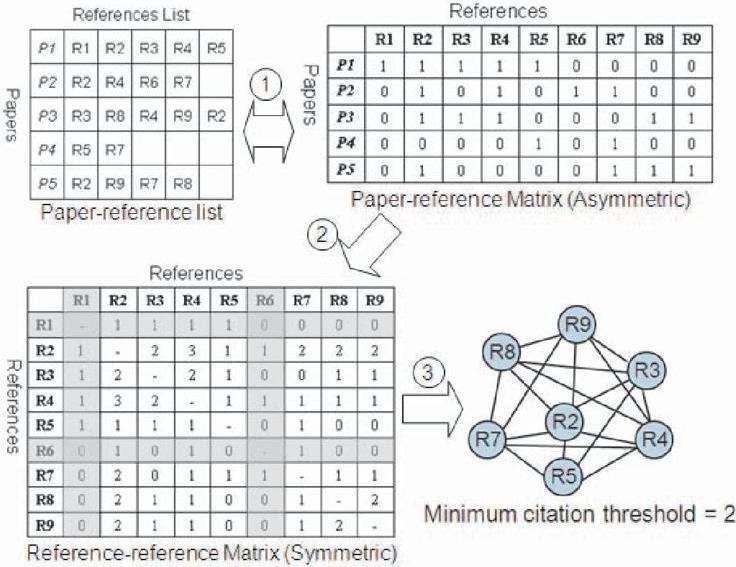 References List
Papers
P1 R1 R2 R3 R4 R5
P2 R2 R4 R6 R7
P3 R3 R8 R4 R9 R2
P4 R5 R7
P5 R2 R9 R7 R8
Paper-reference list
1
References
Papers
R1 R2 R3 R4 R5 R6 R7 R8 R9
P1 1 1 1 1 1 0 0 0 0
P2 0 1 0 1 0 1 1 0 0
P3 0 1 1 1 0 0 0 1 1
P4 0 0 0 0 1 0 1 0 0
P5 0 1 0 0 0 0 1 1 1
Paper-reference Matrix (Asymmetric)
2
References
References
R1 R2 R3 R4 R5 R6 R7 R8 R9
R1 - 1 1 1 1 0 0 0 0
R2 1 - 2 3 1 1 2 2 2
R3 1 2 - 2 1 0 0 1 1
R4 1 3 2 - 1 1 1 1 1
R5 1 1 1 1 - 0 1 0 0
R6 0 1 0 1 0 - 1 0 0
R7 0 2 0 1 1 1 - 1 1
R8 0 2 1 1 0 0 1 - 2
R9 0 2 1 1 0 0 1 2 -
Reference-reference Matrix (Symmetric)
3
R9
R8
R3
R2
R7
R4
R5
Minimum citation threshold = 2